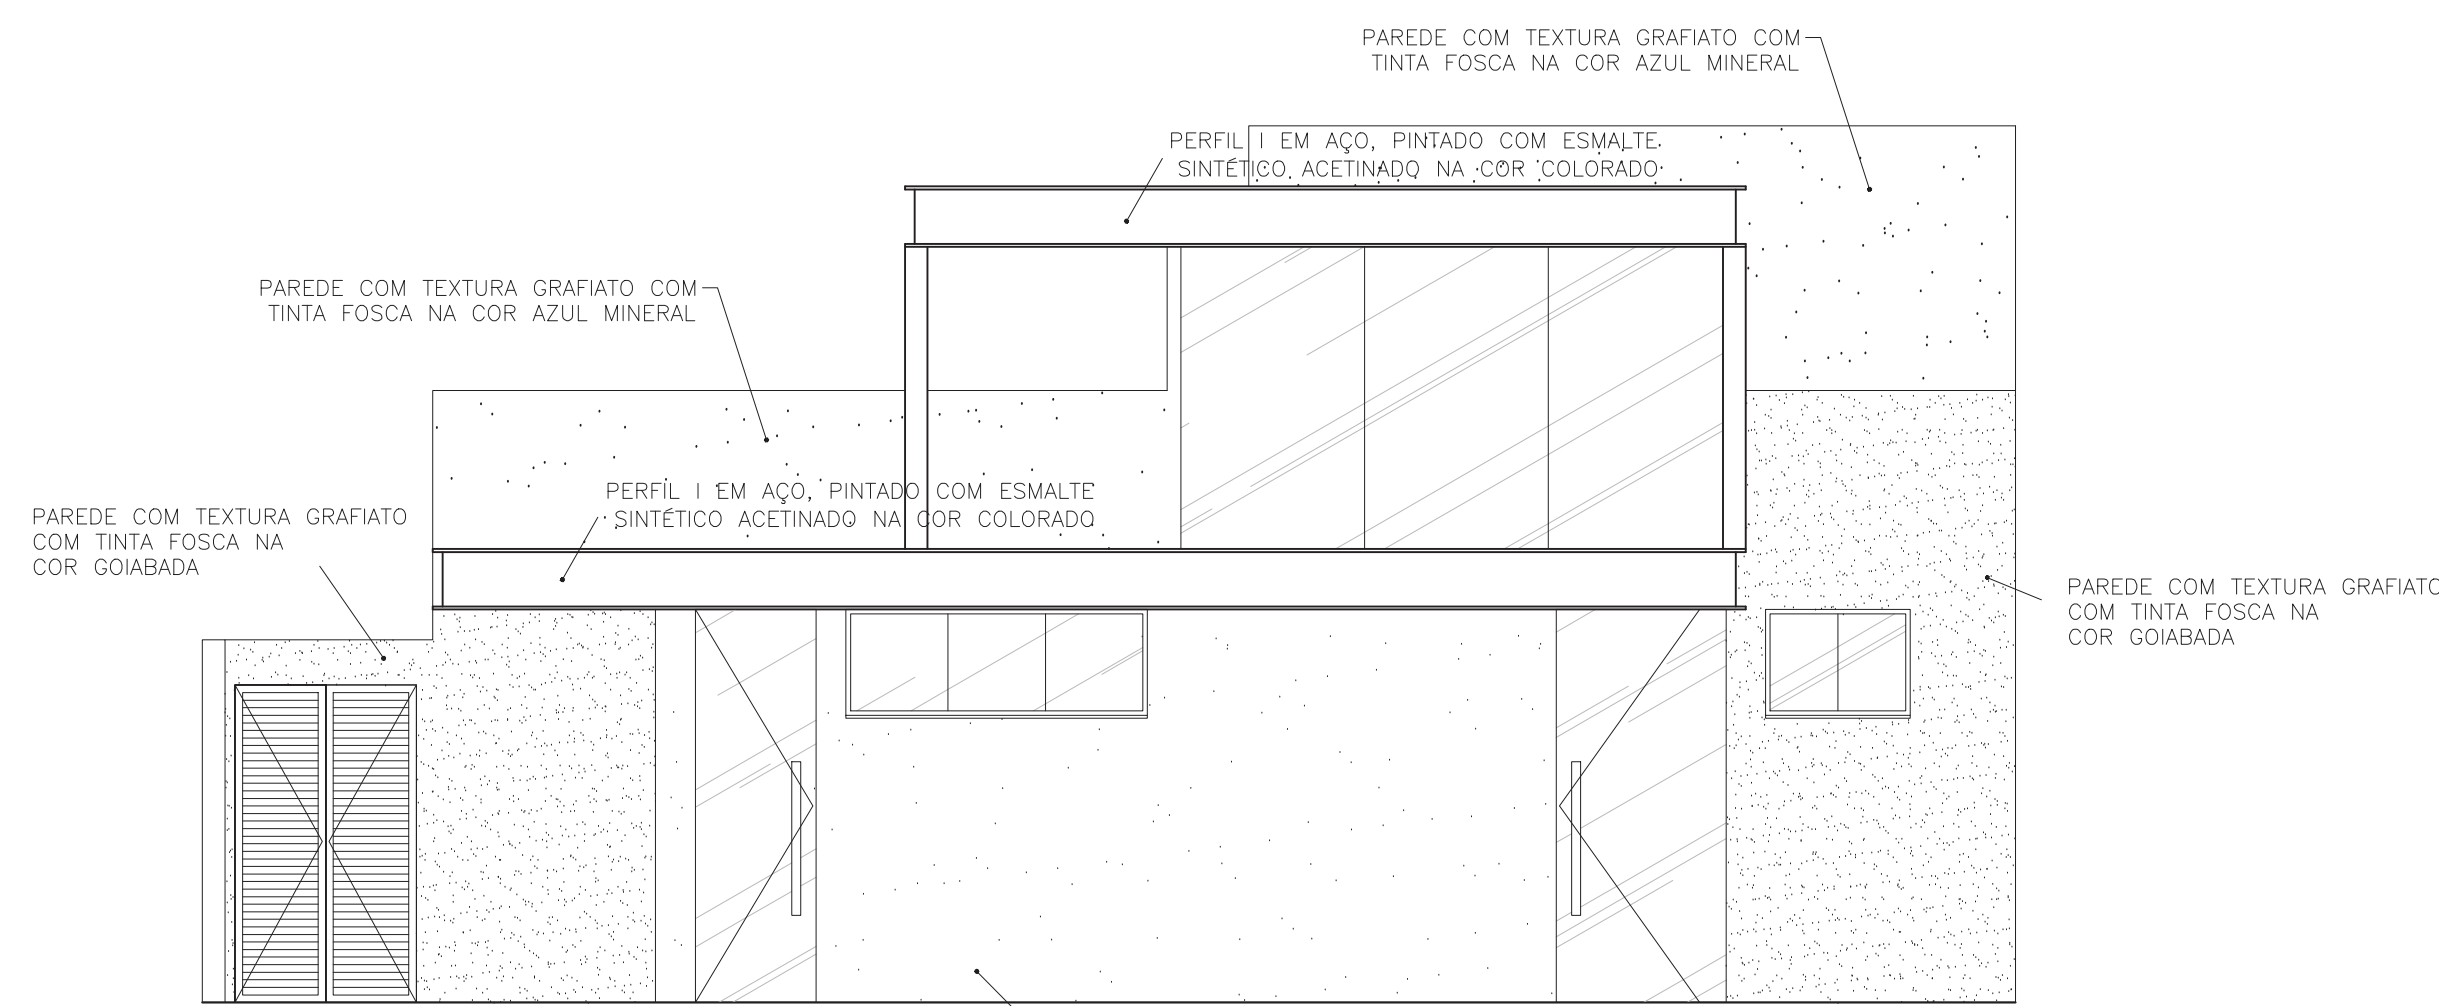 PAREDE COM TEXTURA GRAFIATO COM
TINTA FOSCA NA COR AZUL MINERAL
PERFIL I EM AÇO, PINTADO COM ESMALTE
SINTÉTICO ACETINADO NA COR COLORADO
PAREDE COM TEXTURA GRAFIATO COM
TINTA FOSCA NA COR AZUL MINERAL
PERFIL I EM AÇO, PINTADO COM ESMALTE
SINTÉTICO ACETINADO NA COR COLORADO
PAREDE COM TEXTURA GRAFIATO
COM TINTA FOSCA NA
COR GOIABADA
PAREDE COM TEXTURA GRAFIATO
COM TINTA FOSCA NA
COR GOIABADA